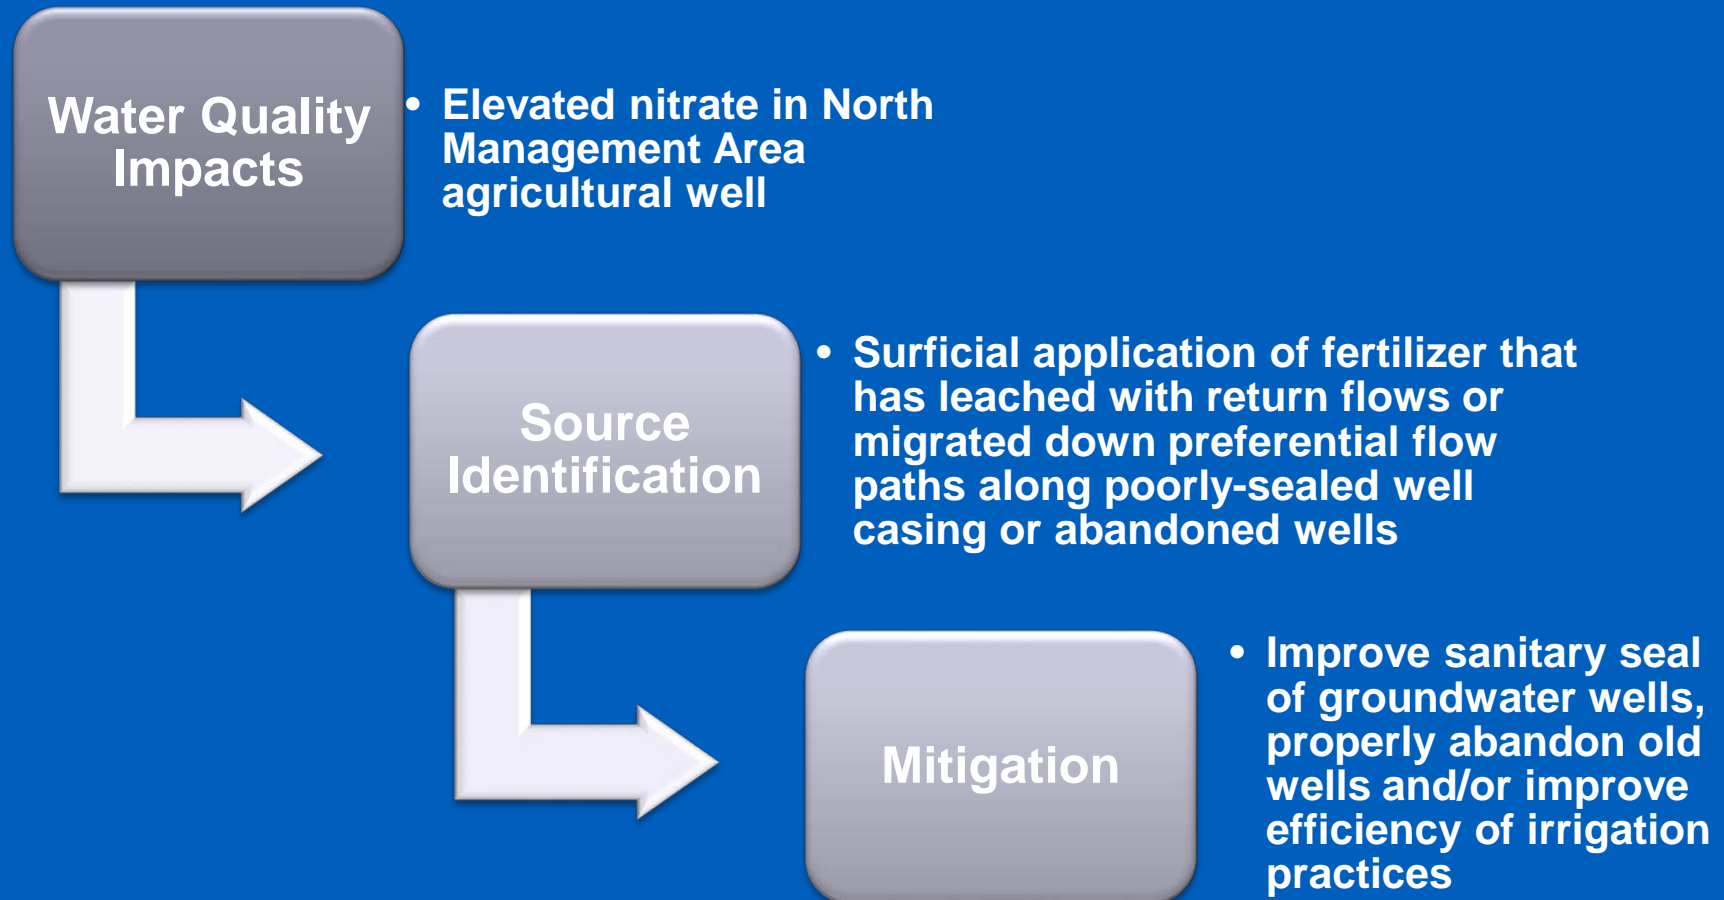 Water Quality
Impacts
• Elevated nitrate in North
Management Area
agricultural well
Source
Identification
• Surficial application of fertilizer that
has leached with return flows or
migrated down preferential flow
paths along poorly-sealed well
casing or abandoned wells
Mitigation
• Improve sanitary seal
of groundwater wells,
properly abandon old
wells and/or improve
efficiency of irrigation
practices